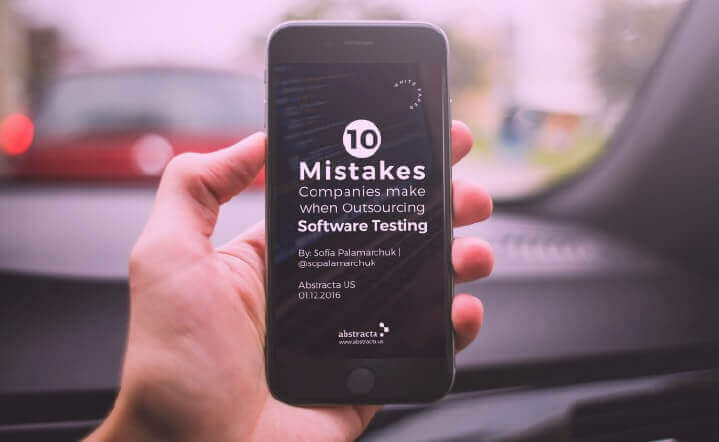 WHITE PAPER
10
Mistakes
Companies make
when Outsourcing
Software Testing
By: Sofía Palamarchuk |
@sopalamarchuk
Abstracta US
01.12.2016
abstracta
www.abstracta.us